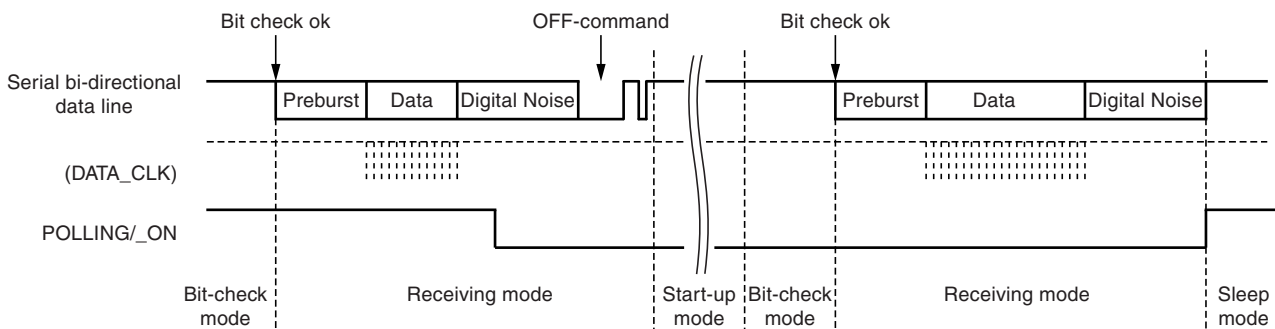 Bit check ok OFF-command Bit check ok
Serial bi-directional
data line
Preburst Data Digital Noise Preburst Data Digital Noise
(DATA_CLK)
POLLING/_ON
Bit-check
mode
Receiving mode
Start-up
mode
Bit-check
mode
Receiving mode
Sleep
mode